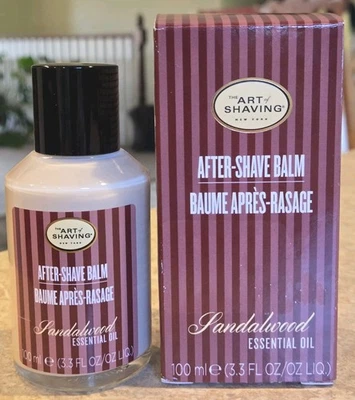 THE
ART of
SHAVING®
NEW YORK
AFTER-SHAVE BALM
BAUME APRÈS-RASAGE
Sandalwood
ESSENTIAL OIL
100 ml e (3.3 FL OZ/OZ LIQ.)
THE
ART of
SHAVING®
NEW YORK
AFTER-SHAVE BALM
BAUME APRÈS-RASAGE
Sandalwood
ESSENTIAL OIL
100 ml e (3.3 FL OZ/OZ LIQ.)